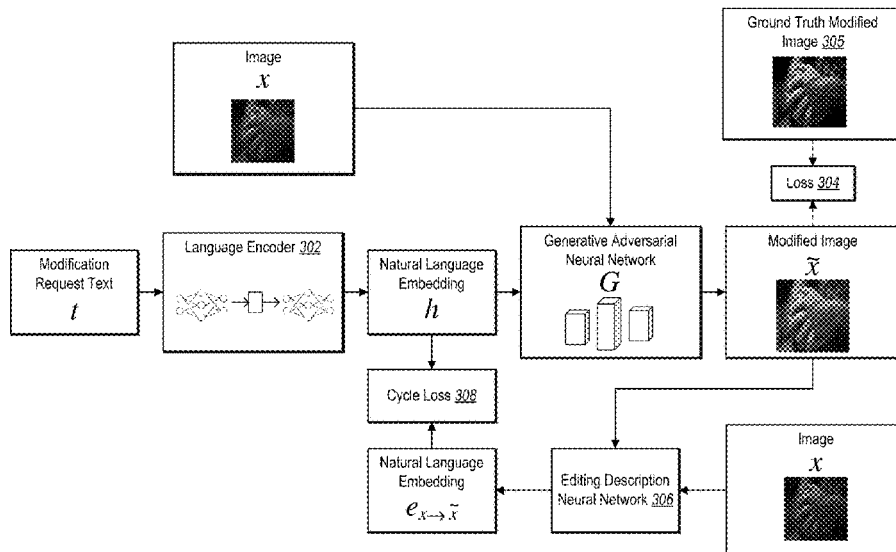 Image
x
Ground Truth Modified
Image 305
Loss 304
Modification
Request Text
t
Language Encoder 302
Natural Language
Embedding
h
Generative Adversarial
Neural Network
G
Modified Image
x̃
Cycle Loss 308
Natural Language
Embedding
e x→x̃
Editing Description
Neural Network 306
Image
x